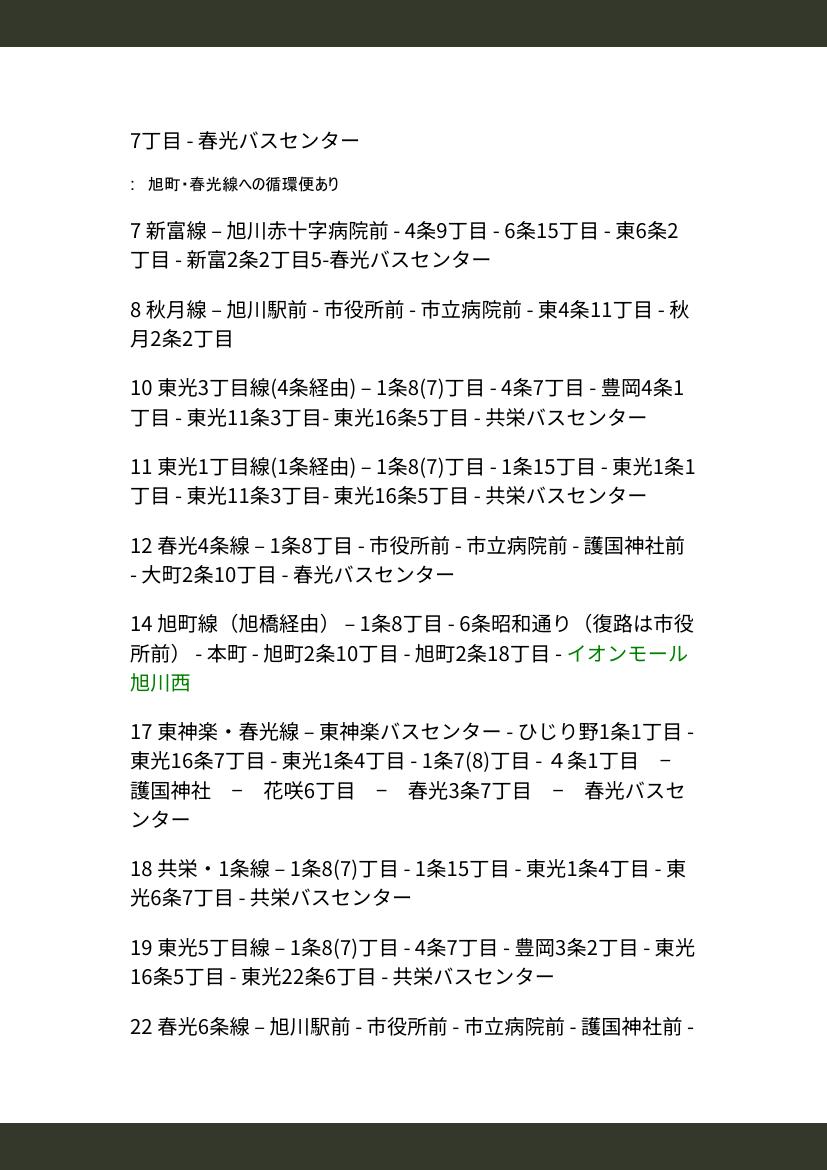 7丁目 - 春光バスセンター
: 旭町・春光線への循環便あり
7 新富線 – 旭川赤十字病院前 - 4条9丁目 - 6条15丁目 - 東6条2
丁目 - 新富2条2丁目5-春光バスセンター
8 秋月線 – 旭川駅前 - 市役所前 - 市立病院前 - 東4条11丁目 - 秋
月2条2丁目
10 東光3丁目線(4条経由) – 1条8(7)丁目 - 4条7丁目 - 豊岡4条1
丁目 - 東光11条3丁目- 東光16条5丁目 - 共栄バスセンター
11 東光1丁目線(1条経由) – 1条8(7)丁目 - 1条15丁目 - 東光1条1
丁目 - 東光11条3丁目- 東光16条5丁目 - 共栄バスセンター
12 春光4条線 – 1条8丁目 - 市役所前 - 市立病院前 - 護国神社前
- 大町2条10丁目 - 春光バスセンター
14 旭町線（旭橋経由） – 1条8丁目 - 6条昭和通り（復路は市役
所前） - 本町 - 旭町2条10丁目 - 旭町2条18丁目 - イオンモール
旭川西
17 東神楽・春光線 – 東神楽バスセンター - ひじり野1条1丁目 -
東光16条7丁目 - 東光1条4丁目 - 1条7(8)丁目 - ４条1丁目　−
護国神社　−　花咲6丁目　−　春光3条7丁目　−　春光バスセ
ンター
18 共栄・1条線 – 1条8(7)丁目 - 1条15丁目 - 東光1条4丁目 - 東
光6条7丁目 - 共栄バスセンター
19 東光5丁目線 – 1条8(7)丁目 - 4条7丁目 - 豊岡3条2丁目 - 東光
16条5丁目 - 東光22条6丁目 - 共栄バスセンター
22 春光6条線 – 旭川駅前 - 市役所前 - 市立病院前 - 護国神社前 -